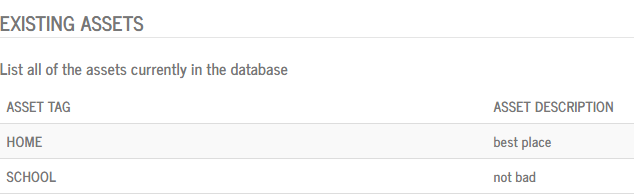 EXISTING ASSETS
List all of the assets currently in the database
ASSET TAG ASSET DESCRIPTION
HOME best place
SCHOOL not bad